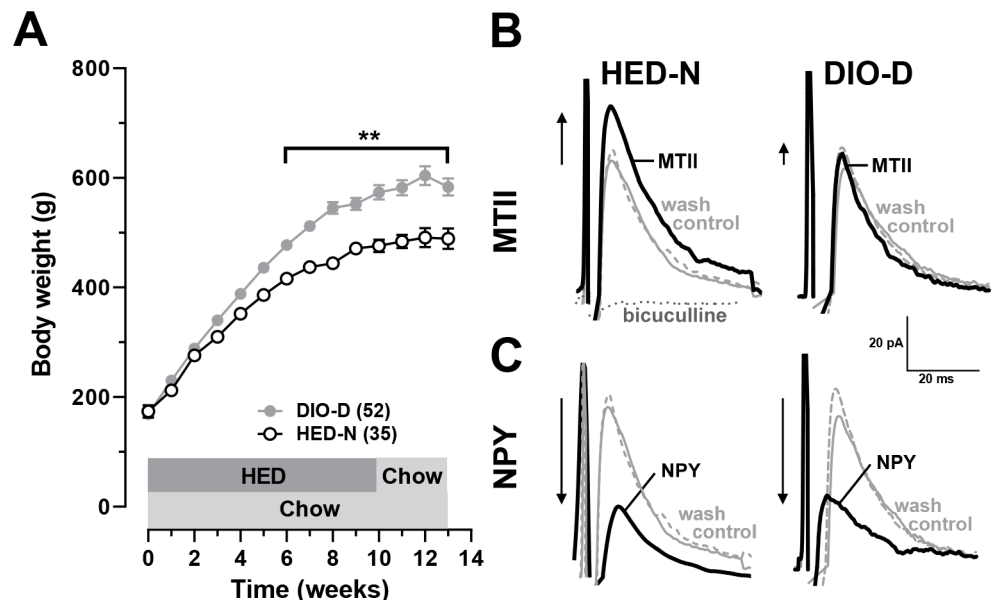 A
800
600
400
200
0
Body weight (g)
**
DIO-D (52)
HED-N (35)
HED
Chow
Chow
0 2 4 6 8 10 12 14
Time (weeks)
B
HED-N
DIO-D
MTII
MTII
wash
control
bicuculline
MTII
wash
control
20 pA
20 ms
C
NPY
NPY
wash
control
NPY
wash
control